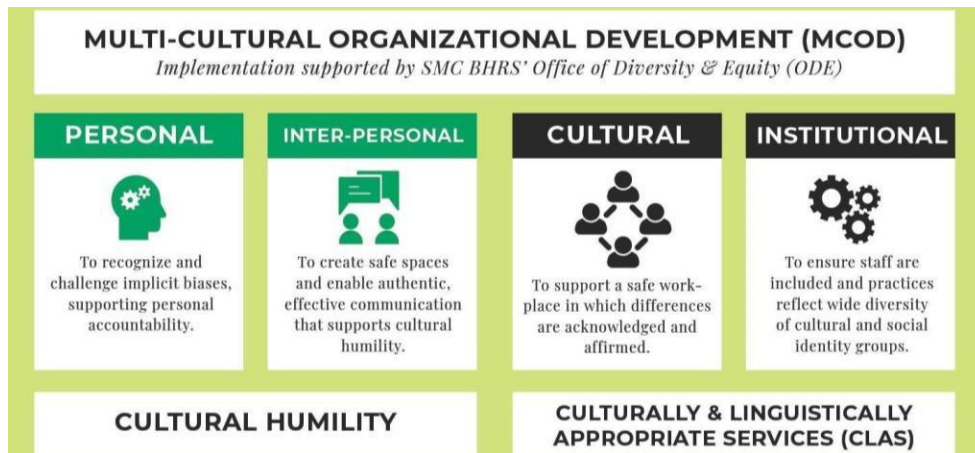 MULTI-CULTURAL ORGANIZATIONAL DEVELOPMENT (MCOD)
Implementation supported by SMC BHRS' Office of Diversity & Equity (ODE)
PERSONAL
To recognize and
challenge implicit biases,
supporting personal
accountability.
INTER-PERSONAL
To create safe spaces
and enable authentic,
effective communication
that supports cultural
humility.
CULTURAL
To support a safe work-
place in which differences
are acknowledged and
affirmed.
INSTITUTIONAL
To ensure staff are
included and practices
reflect wide diversity
of cultural and social
identity groups.
CULTURAL HUMILITY
CULTURALLY & LINGUISTICALLY
APPROPRIATE SERVICES (CLAS)